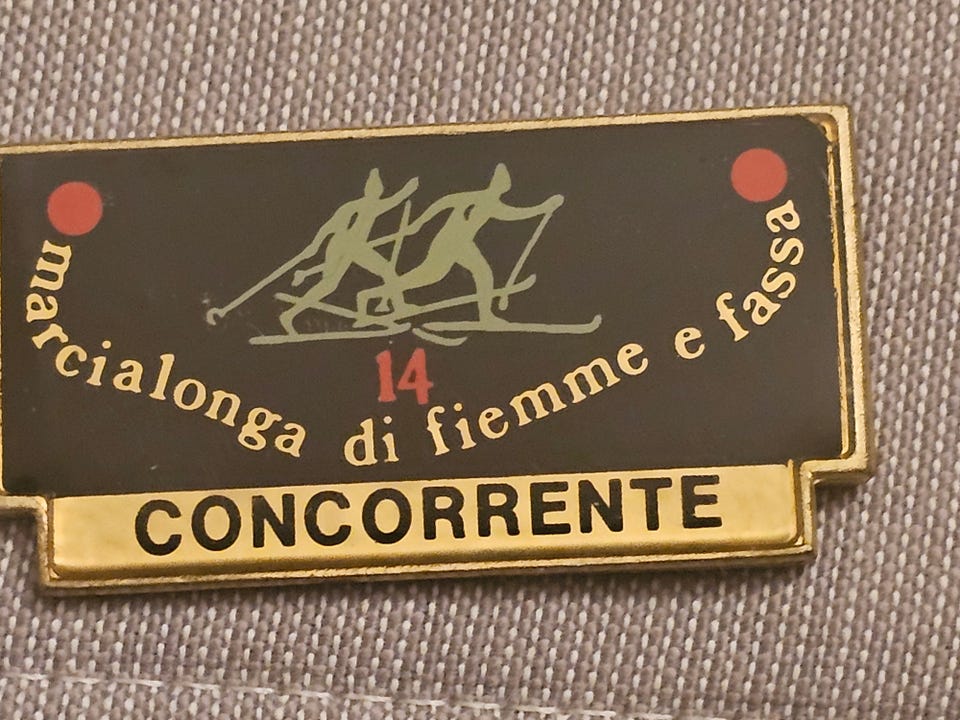 14
marcialonga di fiemme e fassa
CONCORRENTE